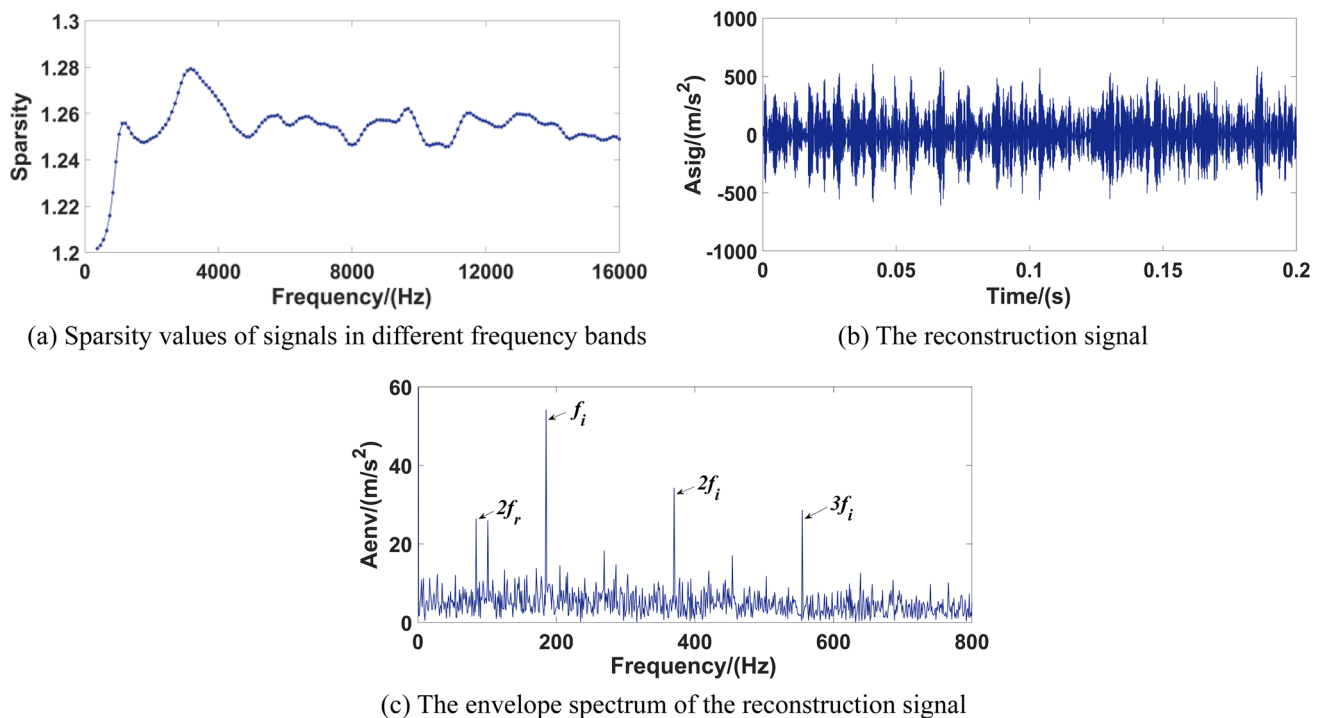 1.3
1.28
1.26
1.24
1.22
1.2
Sparsity
0 4000 8000 12000 16000
Frequency/(Hz)
(a) Sparsity values of signals in different frequency bands
1000
500
0
-500
-1000
Asig/(m/s²)
0 0.05 0.1 0.15 0.2
Time/(s)
(b) The reconstruction signal
60
40
20
0
Aenv/(m/s²)
f_i
2f_r
2f_i
3f_i
0 200 400 600 800
Frequency/(Hz)
(c) The envelope spectrum of the reconstruction signal